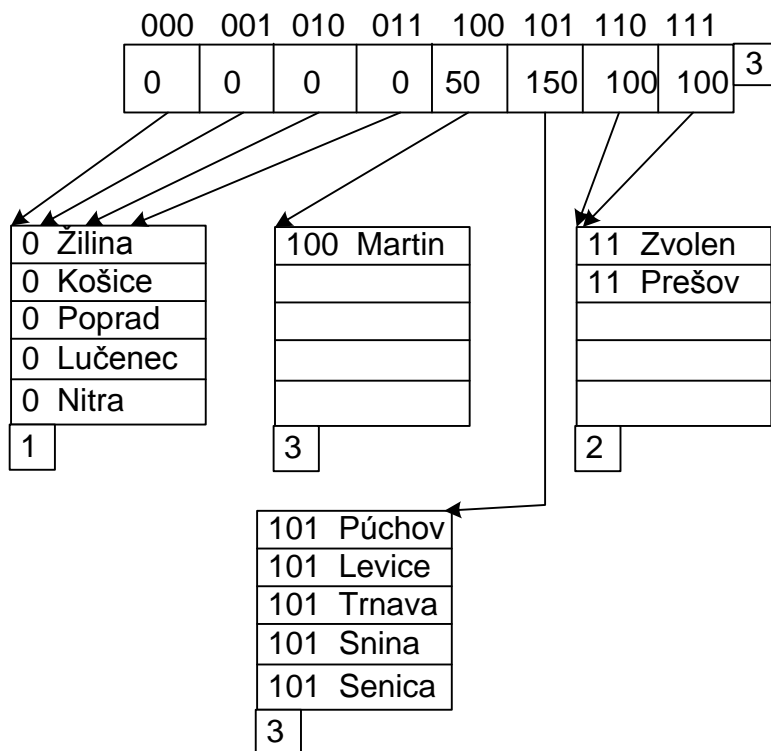 000 001 010 011 100 101 110 111
0 0 0 0 50 150 100 100 3
0 Žilina
0 Košice
0 Poprad
0 Lučenec
0 Nitra
1
100 Martin
3
11 Zvolen
11 Prešov
2
101 Púchov
101 Levice
101 Trnava
101 Snina
101 Senica
3